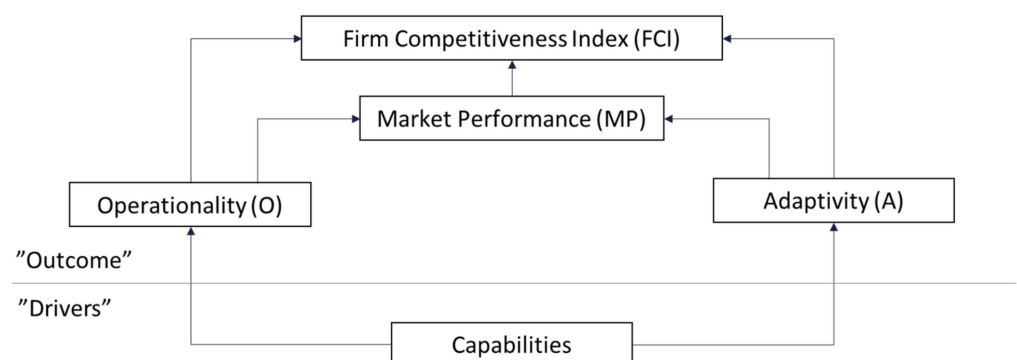 Firm Competitiveness Index (FCI)
Market Performance (MP)
Operationality (O)
Adaptivity (A)
”Outcome”
”Drivers”
Capabilities